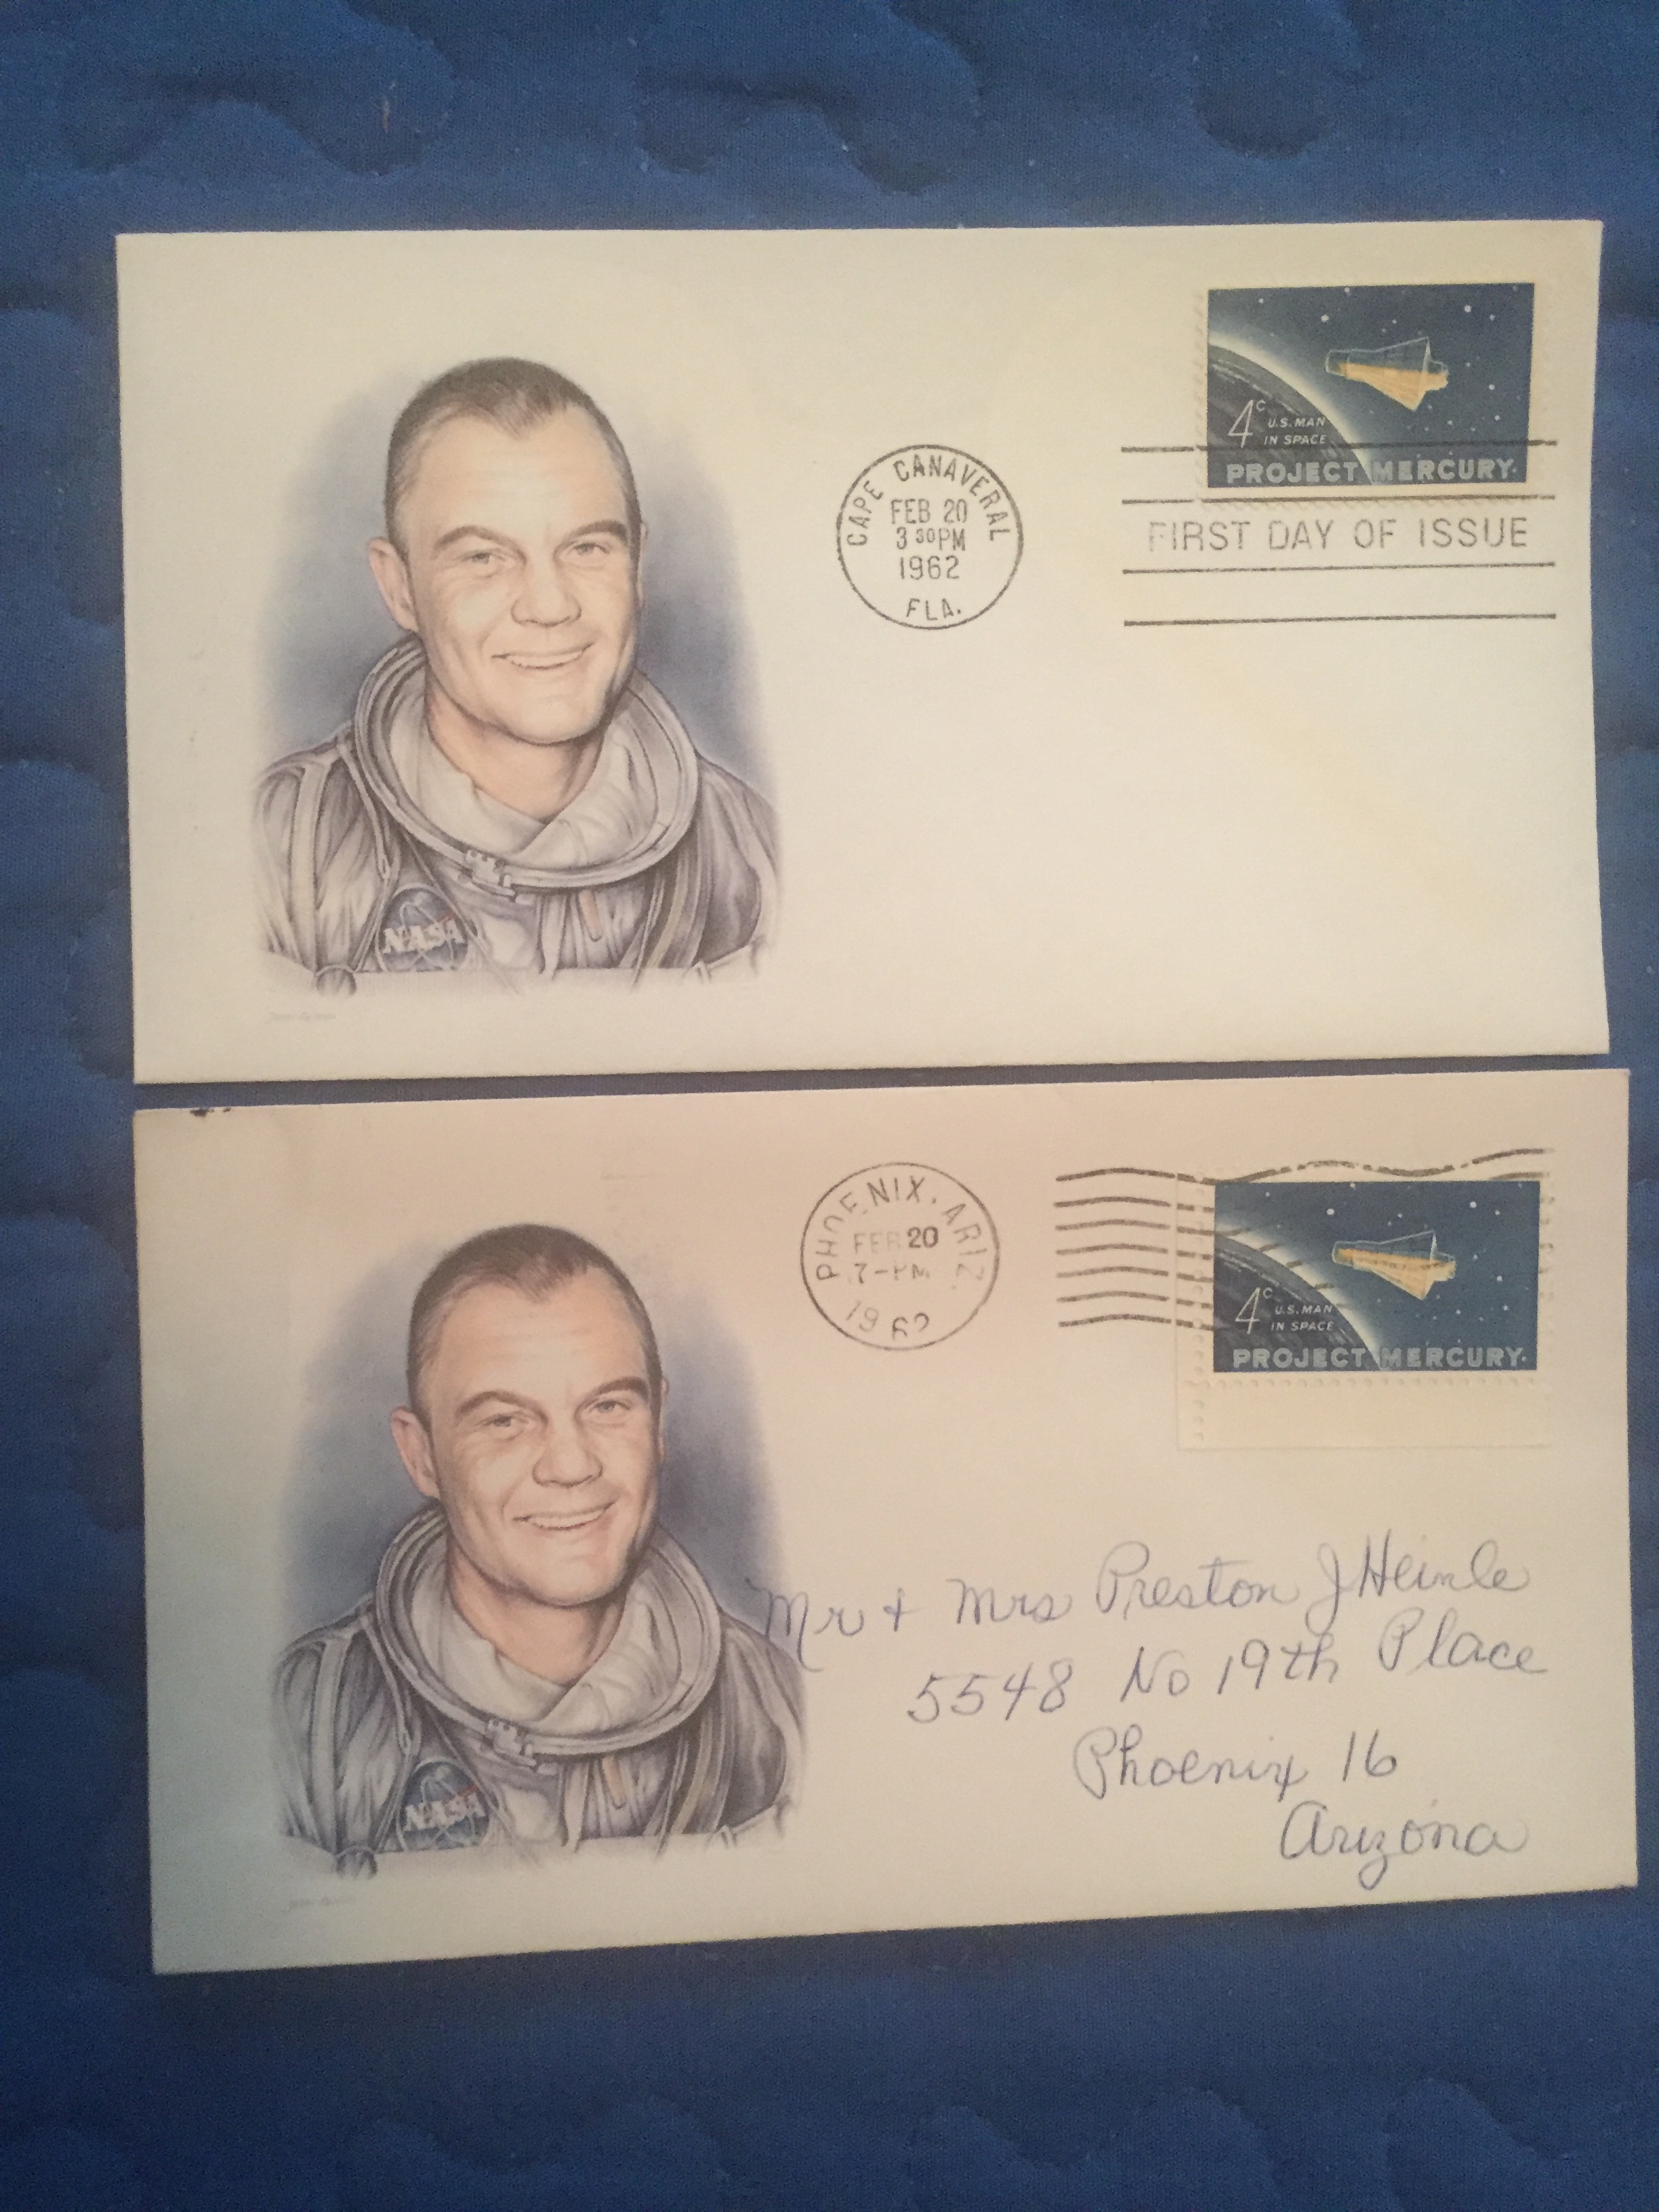 4c U.S. MAN
IN SPACE
PROJECT MERCURY
CAPE CANAVERAL
FEB 20
3 30 PM
1962
FLA.
FIRST DAY OF ISSUE
NASA
PHOENIX, ARIZ.
FEB 20
7-PM
1962
4c U.S. MAN
IN SPACE
PROJECT MERCURY
Mr + Mrs Preston J Heinle
5548 No 19th Place
Phoenix 16
Arizona
NASA